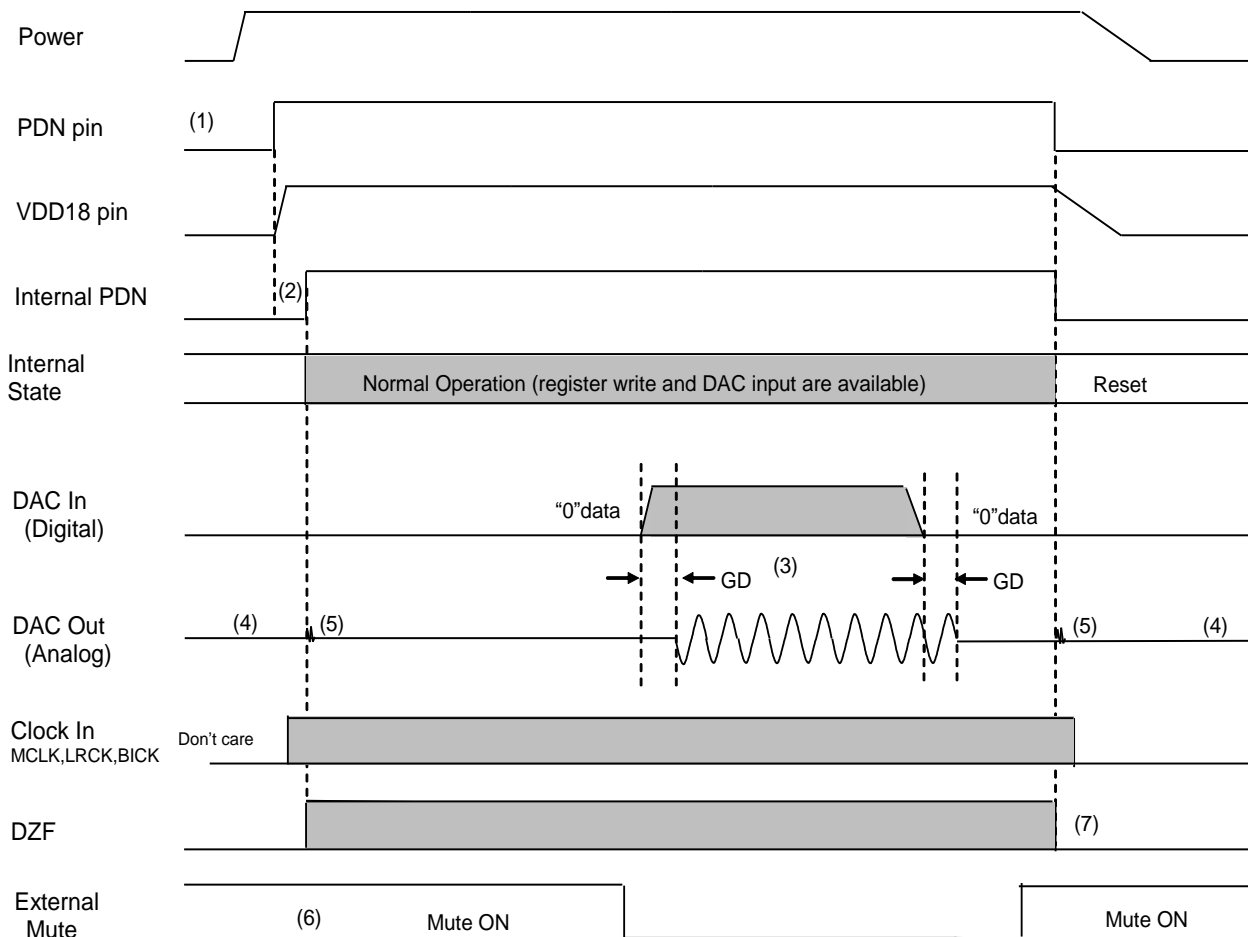 Power
PDN pin
(1)
VDD18 pin
Internal PDN
(2)
Internal
State
Normal Operation (register write and DAC input are available)
Reset
DAC In
(Digital)
“0”data
“0”data
(3)
GD
GD
DAC Out
(Analog)
(4)
(5)
(5)
(4)
Clock In
MCLK,LRCK,BICK
Don’t care
DZF
(7)
External
Mute
(6)
Mute ON
Mute ON